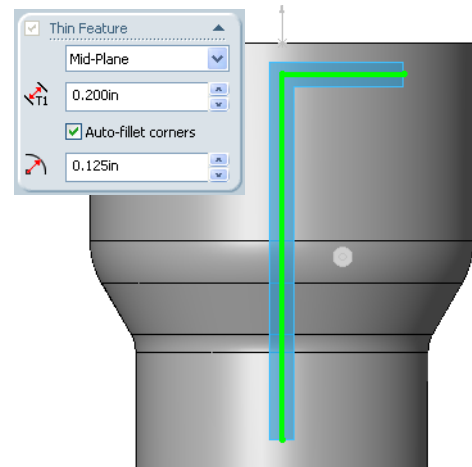 Thin Feature
Mid-Plane
T1
0.200in
Auto-fillet corners
0.125in